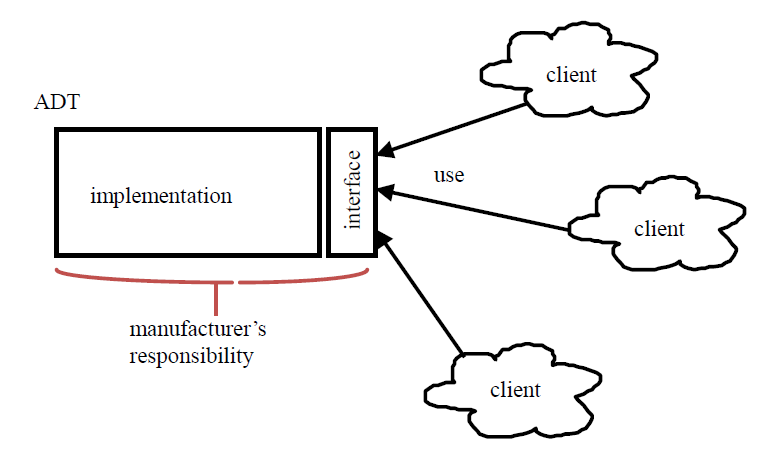 client
ADT
implementation
interface
use
client
manufacturer’s
responsibility
client